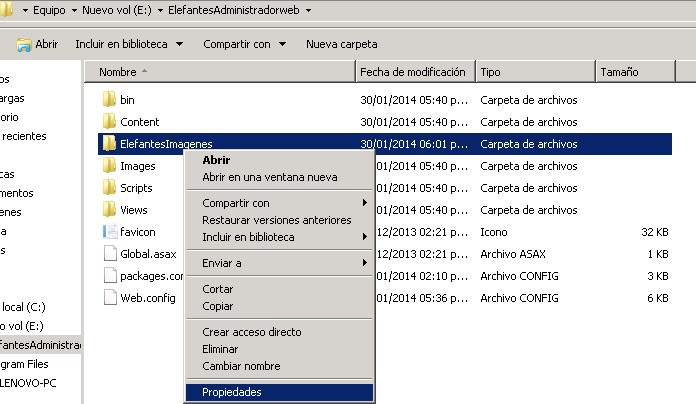 Equipo Nuevo vol (E:) ElefantesAdministradorweb
Abrir Incluir en biblioteca Compartir con Nueva carpeta
Nombre Fecha de modificación Tipo Tamaño
bin 30/01/2014 05:40 p... Carpeta de archivos
Content 30/01/2014 05:40 p... Carpeta de archivos
ElefantesImagenes 30/01/2014 06:01 p... Carpeta de archivos
Images 01/2014 05:40 p... Carpeta de archivos
Scripts 01/2014 05:40 p... Carpeta de archivos
Views 01/2014 05:40 p... Carpeta de archivos
favicon 12/2013 02:21 p... Icono 32 KB
Global.asax 12/2013 02:21 p... Archivo ASAX 1 KB
packages.con 01/2014 02:10 p... Archivo CONFIG 3 KB
Web.config 01/2014 05:36 p... Archivo CONFIG 6 KB
Abrir
Abrir en una ventana nueva
Compartir con
Restaurar versiones anteriores
Incluir en biblioteca
Enviar a
Cortar
Copiar
Crear acceso directo
Eliminar
Cambiar nombre
Propiedades
os
argas
orio
recientes
cas
mentos
enes
a
s
local (C:)
o vol (E:)
fantesAdministrad
gram Files
LENOVO-PC